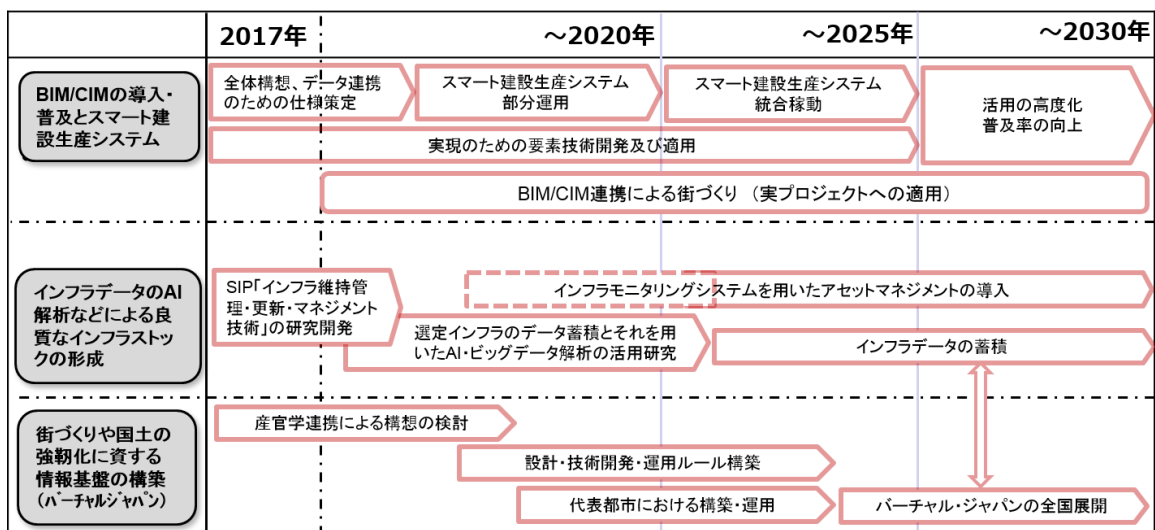 2017年
～2020年
～2025年
～2030年
BIM/CIMの導入・
普及とスマート建
設生産システム
全体構想、データ連携
のための仕様策定
スマート建設生産システム
部分運用
スマート建設生産システム
統合稼動
活用の高度化
普及率の向上
実現のための要素技術開発及び適用
BIM/CIM連携による街づくり （実プロジェクトへの適用）
インフラデータのAI
解析などによる良
質なインフラストッ
クの形成
SIP「インフラ維持管
理・更新・マネジメント
技術」の研究開発
インフラモニタリングシステムを用いたアセットマネジメントの導入
選定インフラのデータ蓄積とそれを用
いたAI・ビッグデータ解析の活用研究
インフラデータの蓄積
街づくりや国土の
強靭化に資する
情報基盤の構築
（バーチャルジャパン）
産官学連携による構想の検討
設計・技術開発・運用ルール構築
代表都市における構築・運用
バーチャル・ジャパンの全国展開